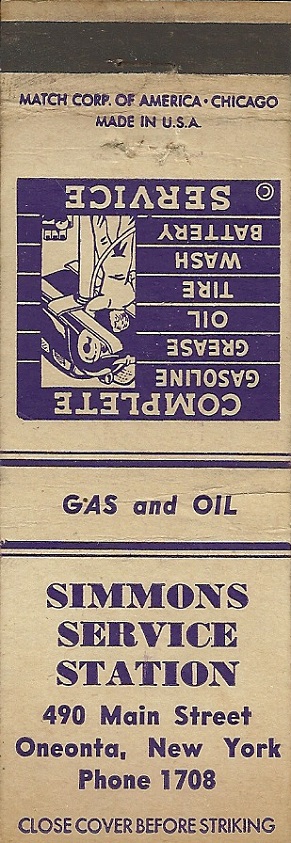 MATCH CORP. OF AMERICA · CHICAGO
MADE IN U.S.A.
COMPLETE
GASOLINE
GREASE
OIL
TIRE
WASH
BATTERY
SERVICE ©
GAS and OIL
SIMMONS
SERVICE
STATION
490 Main Street
Oneonta, New York
Phone 1708
CLOSE COVER BEFORE STRIKING